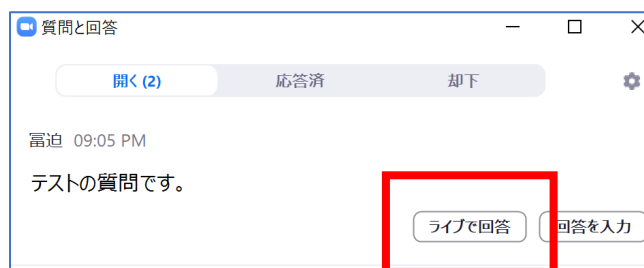 質問と回答
開く(2) 応答済 却下
冨迫 09:05 PM
テストの質問です。
ライブで回答 回答を入力